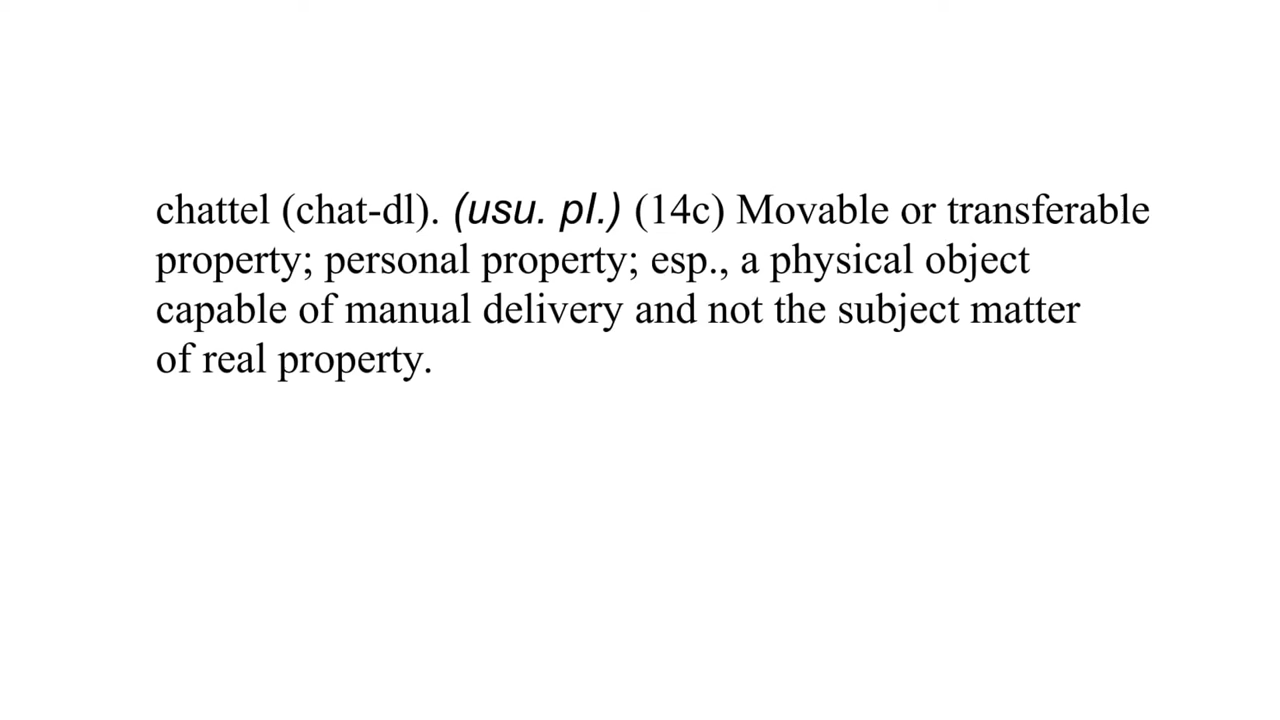 chattel (chat-dl). (usu. pl.) (14c) Movable or transferable
property; personal property; esp., a physical object
capable of manual delivery and not the subject matter
of real property.